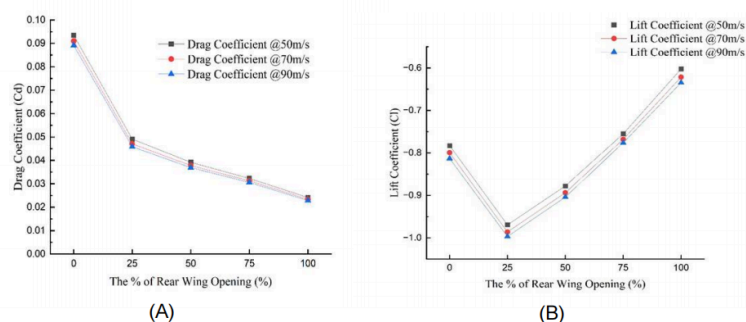 0.10
0.09
0.08
0.07
0.06
0.05
0.04
0.03
0.02
0.01
0.00
Drag Coefficient (Cd)
Drag Coefficient @50m/s
Drag Coefficient @70m/s
Drag Coefficient @90m/s
0 25 50 75 100
The % of Rear Wing Opening (%)
(A)
Lift Coefficient @50m/s
Lift Coefficient @70m/s
Lift Coefficient @90m/s
−0.6
−0.7
−0.8
−0.9
−1.0
Lift Coefficient (Cl)
0 25 50 75 100
The % of Rear Wing Opening (%)
(B)